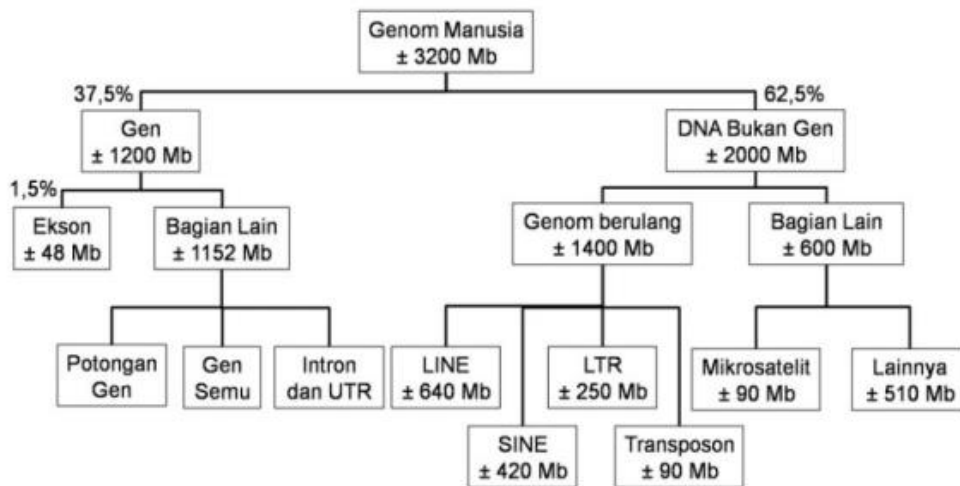 Genom Manusia
± 3200 Mb
37,5%
62,5%
Gen
± 1200 Mb
DNA Bukan Gen
± 2000 Mb
1,5%
Ekson
± 48 Mb
Bagian Lain
± 1152 Mb
Genom berulang
± 1400 Mb
Bagian Lain
± 600 Mb
Potongan
Gen
Gen
Semu
Intron
dan UTR
LINE
± 640 Mb
LTR
± 250 Mb
Mikrosatelit
± 90 Mb
Lainnya
± 510 Mb
SINE
± 420 Mb
Transposon
± 90 Mb